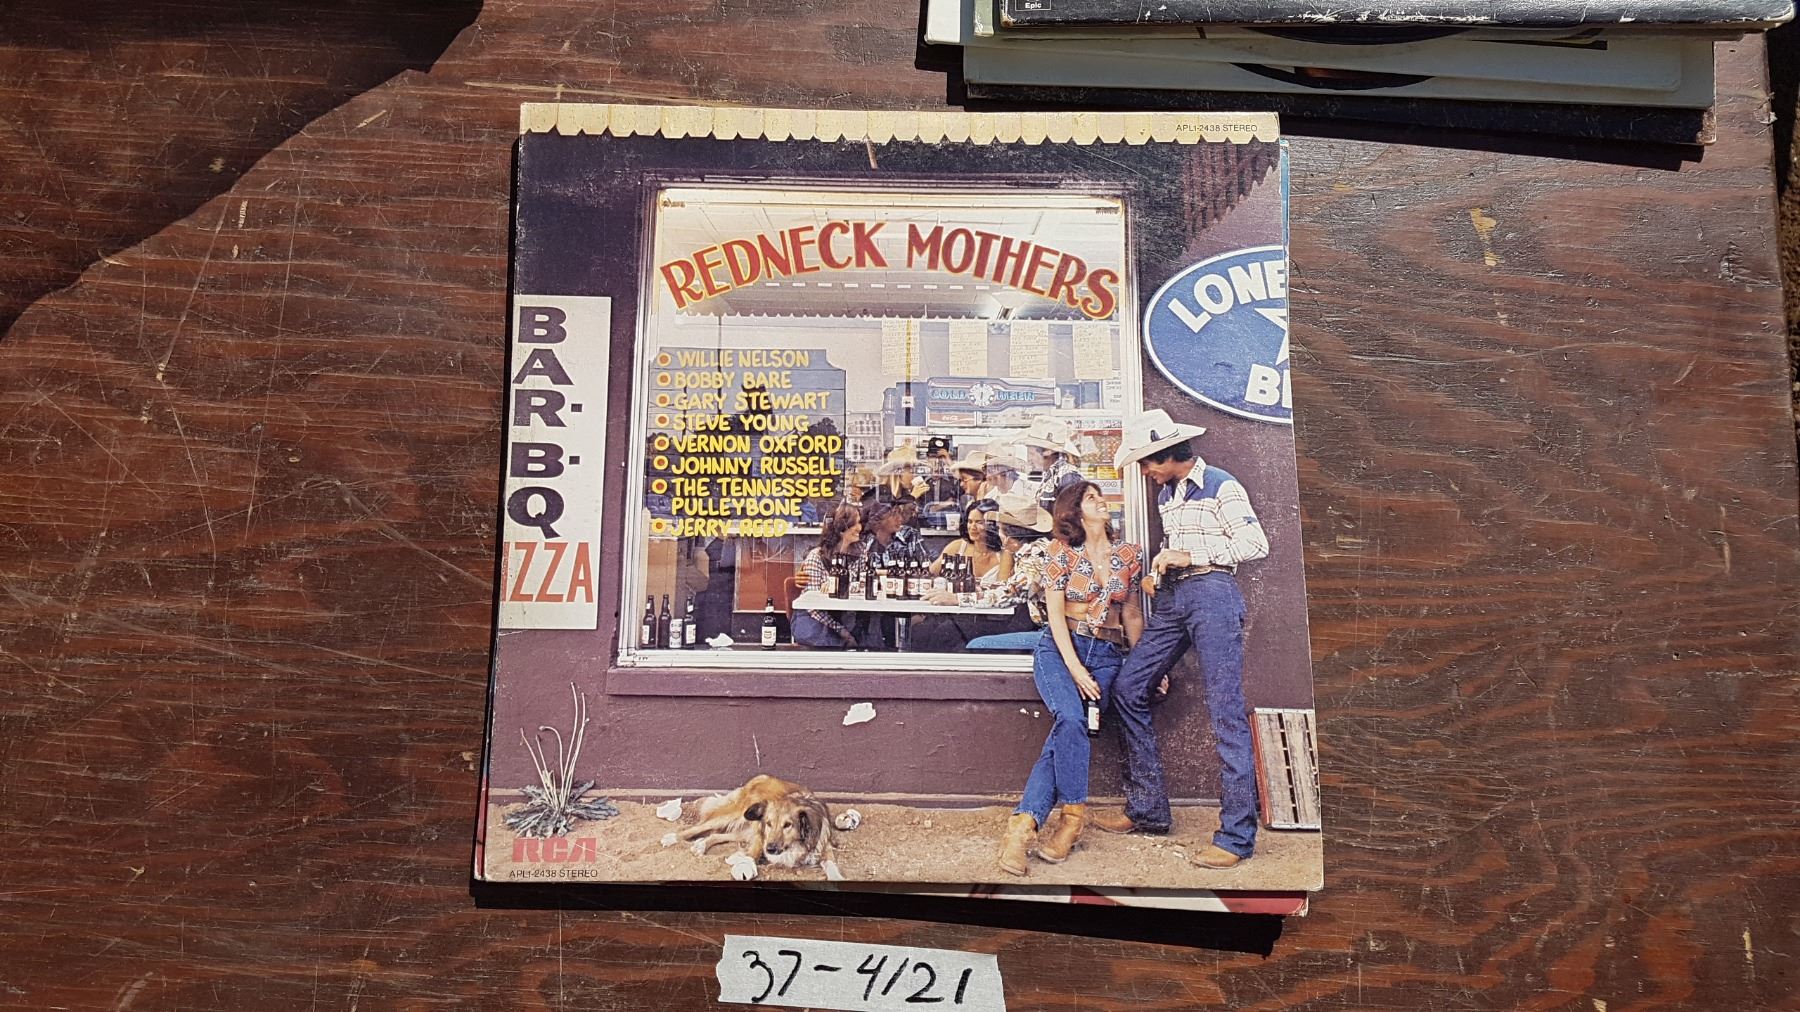 Epic
APL1-2438 STEREO
REDNECK MOTHERS
LONE
BE
BAR-B-Q
IZZA
WILLIE NELSON
BOBBY BARE
GARY STEWART
STEVE YOUNG
VERNON OXFORD
JOHNNY RUSSELL
THE TENNESSEE
PULLEYBONE
JERRY REED
COLD BEER
RCA
APL1-2438 STEREO
37-4/21